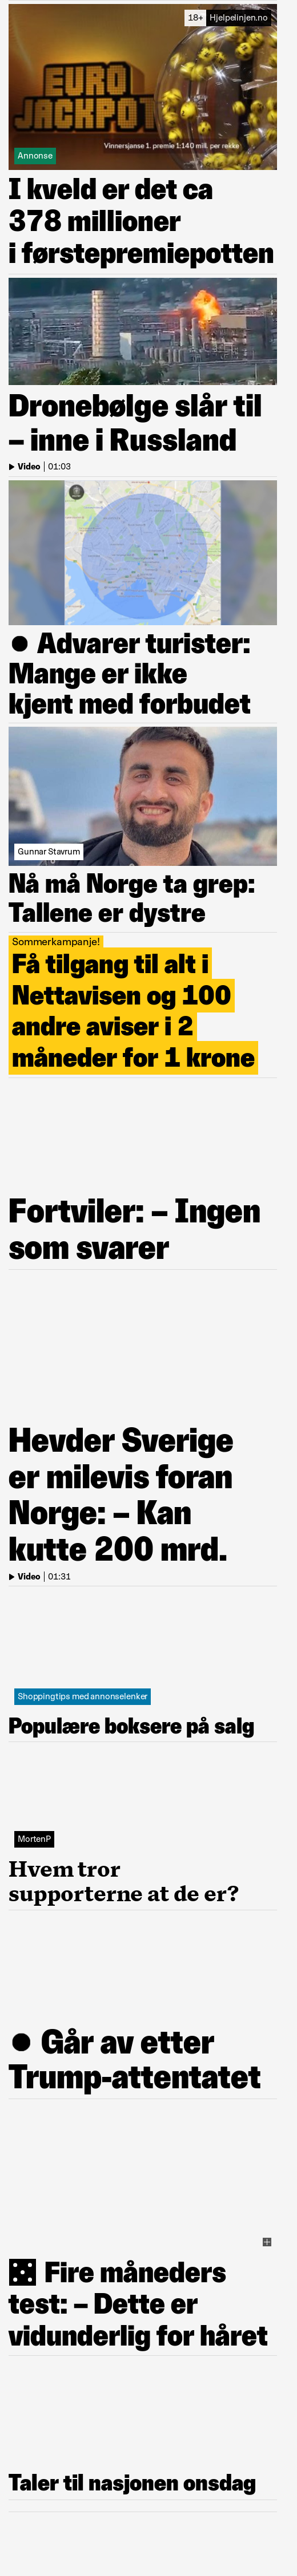 18+ Hjelpelinjen.no
EURO
JACKPOT
Vinnersjanse 1. premie 1:140 mill. per rekke
Annonse
I kveld er det ca
378 millioner
i førstepremiepotten
Dronebølge slår til
– inne i Russland
Video | 01:03
Advarer turister:
Mange er ikke
kjent med forbudet
Gunnar Stavrum
Nå må Norge ta grep:
Tallene er dystre
Sommerkampanje!
Få tilgang til alt i
Nettavisen og 100
andre aviser i 2
måneder for 1 krone
Fortviler: – Ingen
som svarer
Hevder Sverige
er milevis foran
Norge: – Kan
kutte 200 mrd.
Video | 01:31
Shoppingtips med annonselenker
Populære boksere på salg
MortenP
Hvem tror
supporterne at de er?
Går av etter
Trump-attentatet
Fire måneders
test: – Dette er
vidunderlig for håret
Taler til nasjonen onsdag